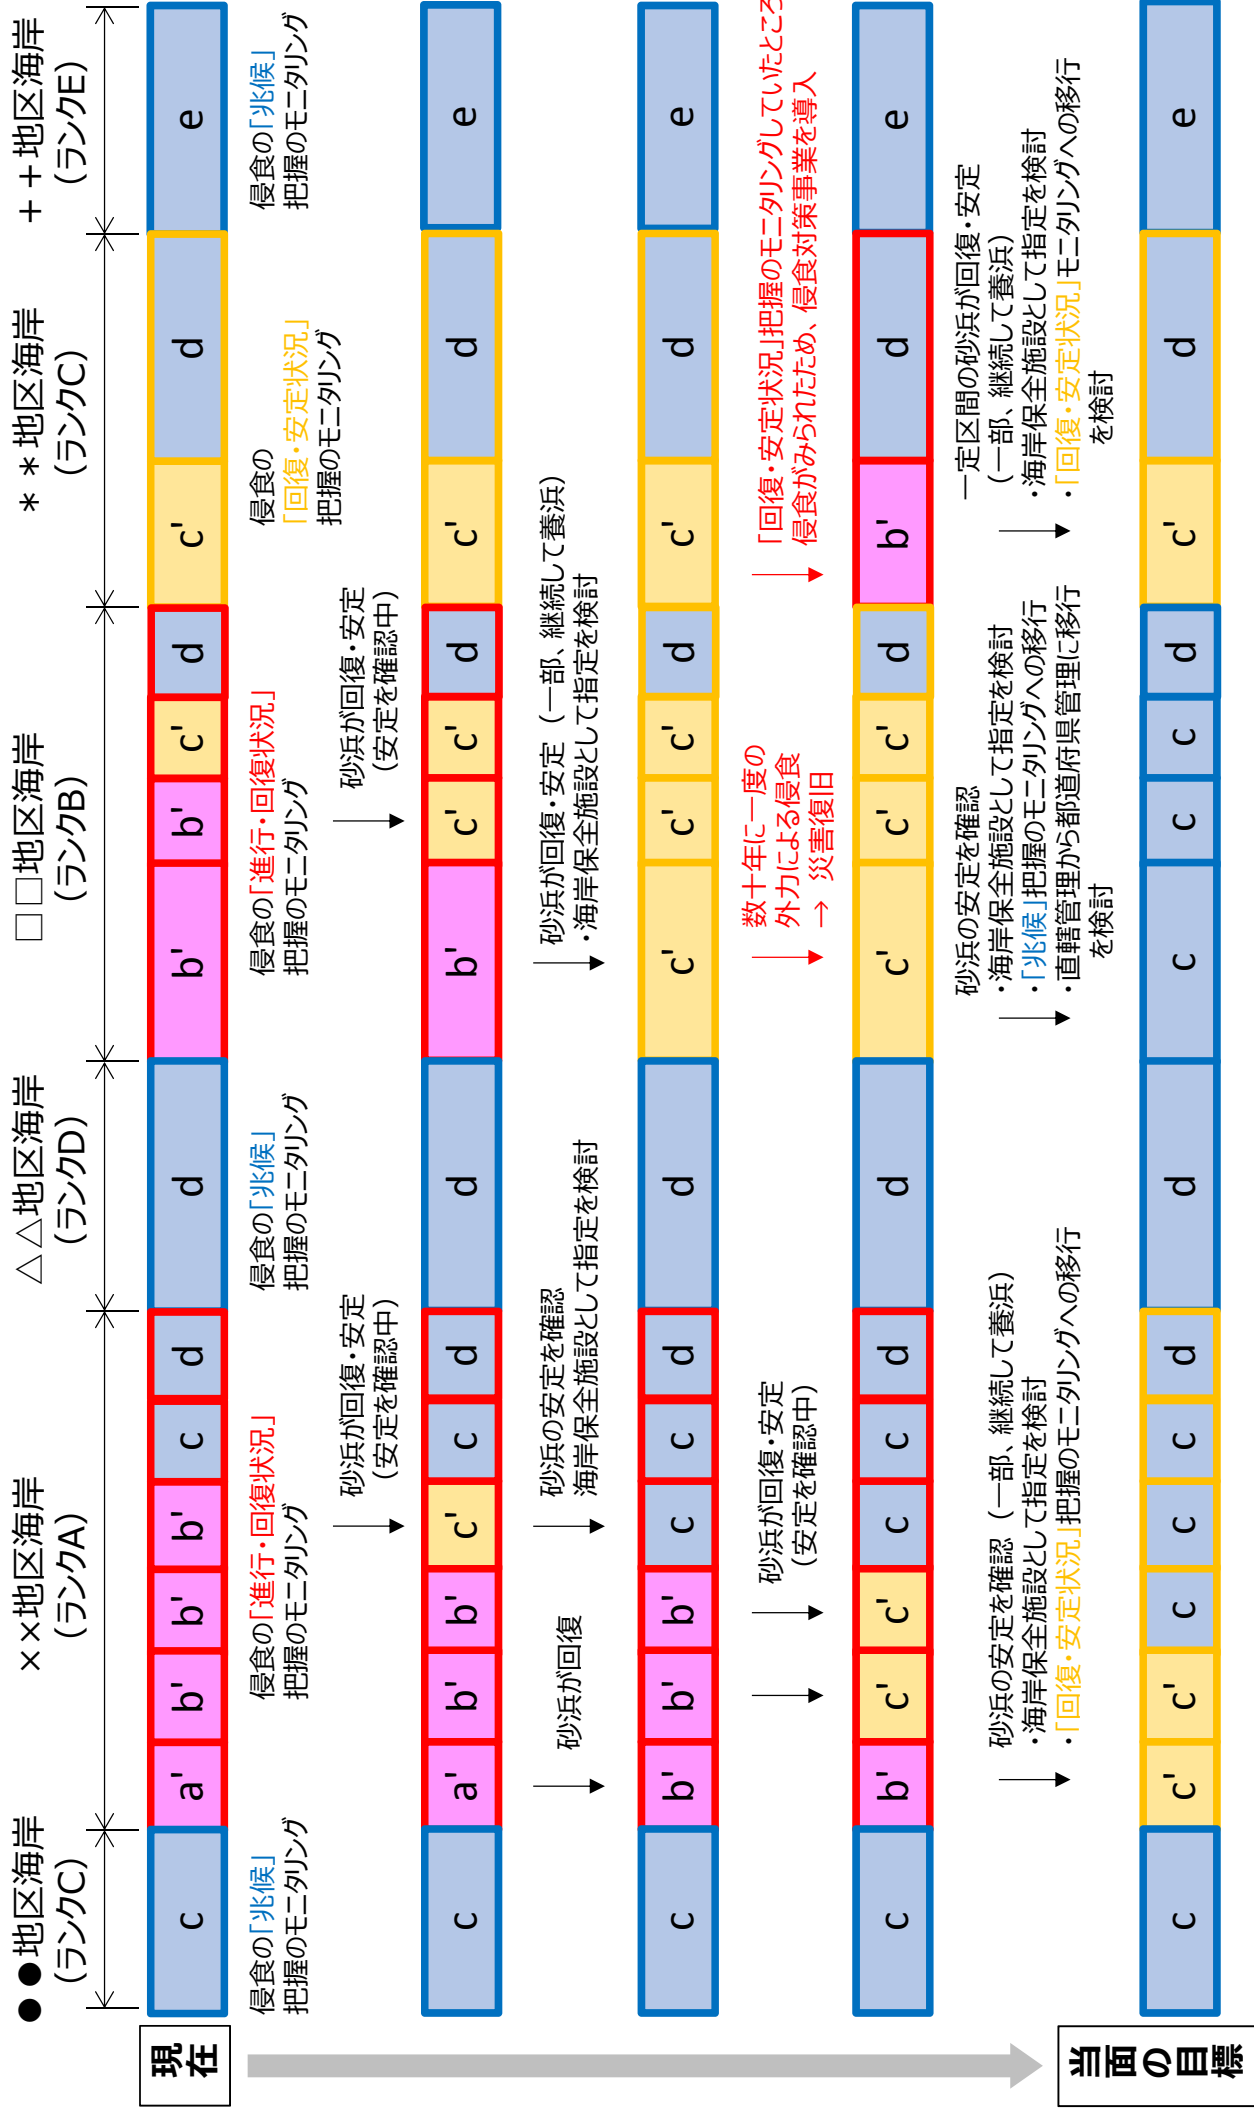 ●●地区海岸
(ランクC)
××地区海岸
(ランクA)
△△地区海岸
(ランクD)
□□地区海岸
(ランクB)
＊＊地区海岸
(ランクC)
＋＋地区海岸
(ランクE)
現在
c
a'
b'
b'
b'
c
d
d
b'
b'
c'
d
c'
d
e
侵食の「兆候」
把握のモニタリング
侵食の「進行・回復状況」
把握のモニタリング
侵食の「兆候」
把握のモニタリング
侵食の「進行・回復状況」
把握のモニタリング
侵食の
「回復・安定状況」
把握のモニタリング
侵食の「兆候」
把握のモニタリング
砂浜が回復・安定
(安定を確認中)
砂浜が回復・安定
(安定を確認中)
c
a'
b'
b'
c'
c
d
d
b'
c'
c'
d
c'
d
e
砂浜が回復
砂浜の安定を確認
海岸保全施設として指定を検討
砂浜が回復・安定（一部、継続して養浜）
・海岸保全施設として指定を検討
c
b'
b'
b'
c
c
d
d
c'
c'
c'
d
c'
d
e
砂浜が回復・安定
(安定を確認中)
数十年に一度の
外力による侵食
→ 災害復旧
「回復・安定状況」把握のモニタリングしていたところ
侵食がみられたため、侵食対策事業を導入
c
b'
c'
c'
c
c
d
d
c'
c'
c'
d
b'
d
e
砂浜の安定を確認（一部、継続して養浜）
・海岸保全施設として指定を検討
・「回復・安定状況」把握のモニタリングへの移行
砂浜の安定を確認
・海岸保全施設として指定を検討
・「兆候」把握のモニタリングへの移行
・直轄管理から都道府県管理に移行
を検討
一定区間の砂浜が回復・安定
（一部、継続して養浜）
・海岸保全施設として指定を検討
・「回復・安定状況」モニタリングへの移行
を検討
当面の目標
c
c'
c'
c
c
c
d
d
c
c
c
d
c'
d
e